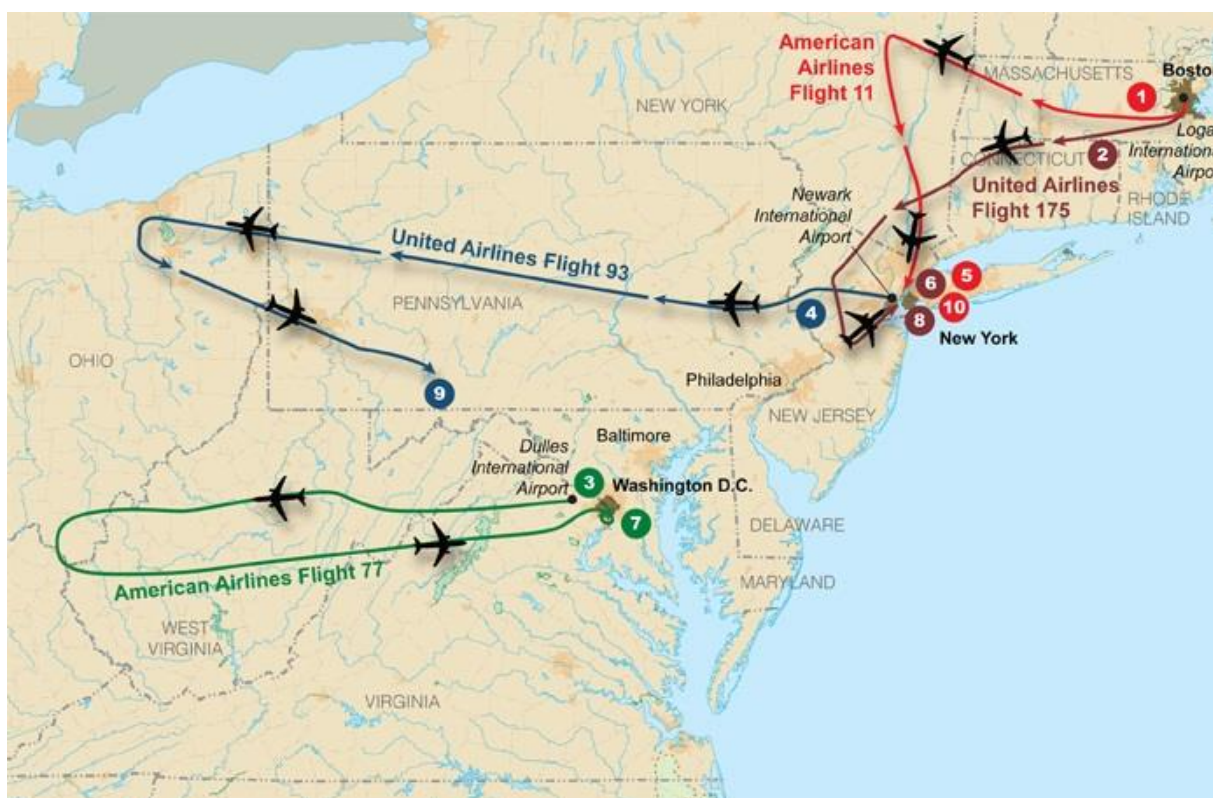 American
Airlines
Flight 11
MASSACHUSETTS
Bosto
1
NEW YORK
Loga
Internationa
Airpor
CONNECTICUT
2
United Airlines
Flight 175
RHODE
ISLAND
Newark
International
Airport
United Airlines Flight 93
PENNSYLVANIA
4
6
5
10
8
New York
OHIO
9
Philadelphia
NEW JERSEY
Dulles
International
Airport
Baltimore
3
Washington D.C.
7
DELAWARE
American Airlines Flight 77
MARYLAND
WEST
VIRGINIA
VIRGINIA